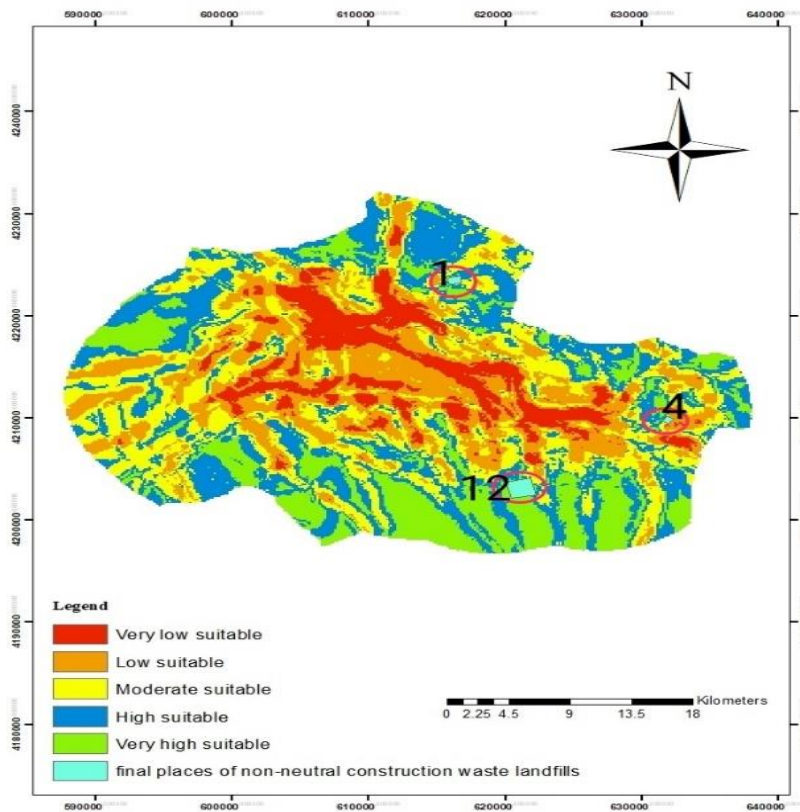 590000 600000 610000 620000 630000 640000
N
4240000
4230000
4220000
4210000
4200000
4190000
4180000
1
4
12
Legend
Very low suitable
Low suitable
Moderate suitable
High suitable
Very high suitable
final places of non-neutral construction waste landfills
Kilometers
0 2.25 4.5 9 13.5 18
590000 600000 610000 620000 630000 640000